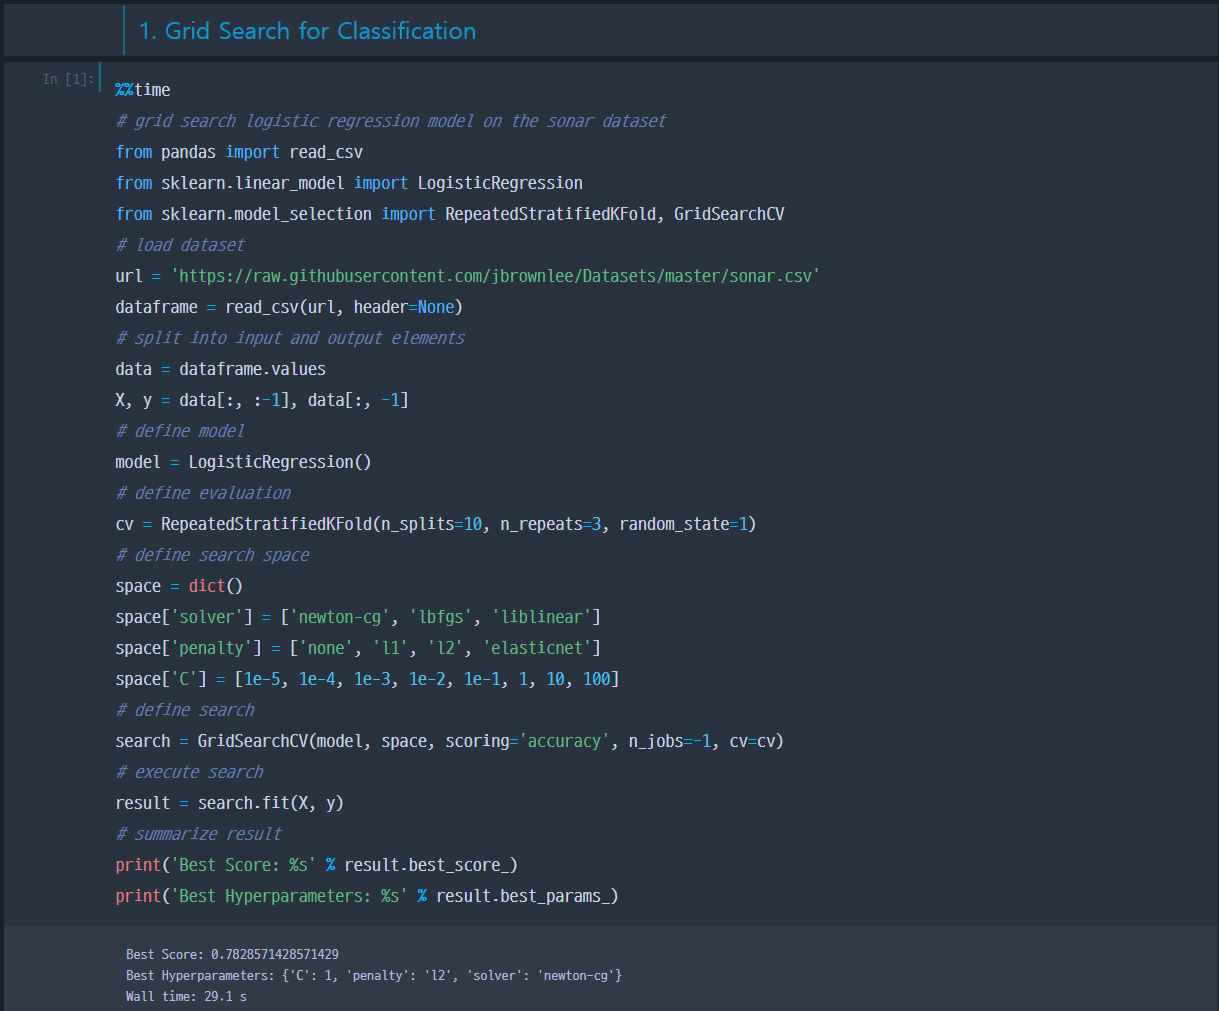 1. Grid Search for Classification
In [1]:
%%time
# grid search logistic regression model on the sonar dataset
from pandas import read_csv
from sklearn.linear_model import LogisticRegression
from sklearn.model_selection import RepeatedStratifiedKFold, GridSearchCV
# load dataset
url = 'https://raw.githubusercontent.com/jbrownlee/Datasets/master/sonar.csv'
dataframe = read_csv(url, header=None)
# split into input and output elements
data = dataframe.values
X, y = data[:, :-1], data[:, -1]
# define model
model = LogisticRegression()
# define evaluation
cv = RepeatedStratifiedKFold(n_splits=10, n_repeats=3, random_state=1)
# define search space
space = dict()
space['solver'] = ['newton-cg', 'lbfgs', 'liblinear']
space['penalty'] = ['none', 'l1', 'l2', 'elasticnet']
space['C'] = [1e-5, 1e-4, 1e-3, 1e-2, 1e-1, 1, 10, 100]
# define search
search = GridSearchCV(model, space, scoring='accuracy', n_jobs=-1, cv=cv)
# execute search
result = search.fit(X, y)
# summarize result
print('Best Score: %s' % result.best_score_)
print('Best Hyperparameters: %s' % result.best_params_)
Best Score: 0.7828571428571429
Best Hyperparameters: {'C': 1, 'penalty': 'l2', 'solver': 'newton-cg'}
Wall time: 29.1 s